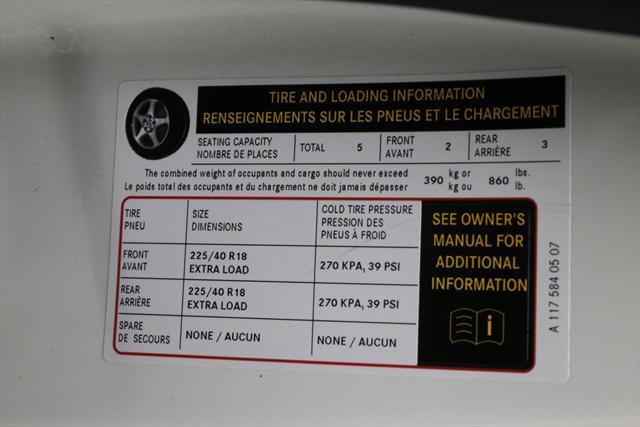 TIRE AND LOADING INFORMATION
RENSEIGNEMENTS SUR LES PNEUS ET LE CHARGEMENT
SEATING CAPACITY TOTAL 5 FRONT 2 REAR 3
NOMBRE DE PLACES AVANT ARRIÈRE
The combined weight of occupants and cargo should never exceed 390 kg or 860 lbs.
Le poids total des occupants et du chargement ne doit jamais dépasser kg ou lb.
TIRE SIZE COLD TIRE PRESSURE
PNEU DIMENSIONS PRESSION DES
PNEUS À FROID
FRONT 225/40 R18 270 KPA, 39 PSI
AVANT EXTRA LOAD
REAR 225/40 R18 270 KPA, 39 PSI
ARRIÈRE EXTRA LOAD
SPARE NONE / AUCUN NONE / AUCUN
DE SECOURS
SEE OWNER'S
MANUAL FOR
ADDITIONAL
INFORMATION
i
A 117 584 05 07